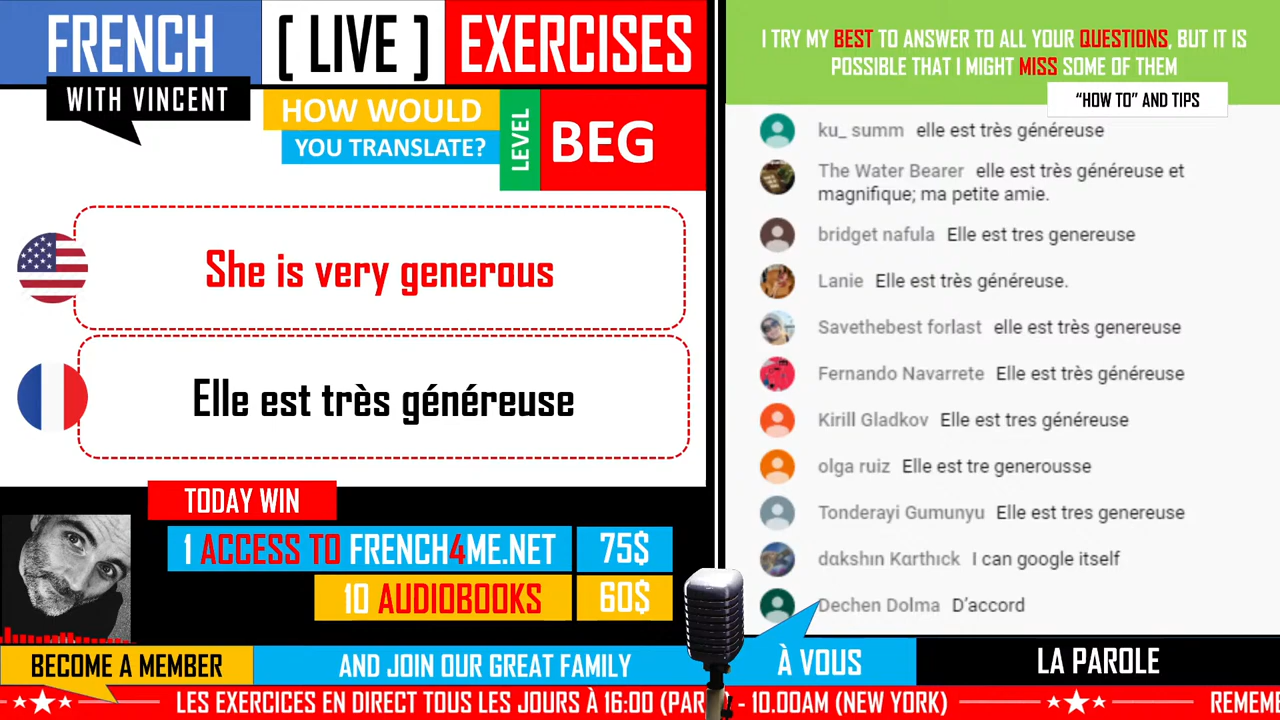 FRENCH
[ LIVE ]
EXERCISES
WITH VINCENT
HOW WOULD
YOU TRANSLATE?
LEVEL
BEG
She is very generous
Elle est très généreuse
TODAY WIN
1 ACCESS TO FRENCH4ME.NET
75$
10 AUDIOBOOKS
60$
BECOME A MEMBER
AND JOIN OUR GREAT FAMILY
I TRY MY BEST TO ANSWER TO ALL YOUR QUESTIONS, BUT IT IS
POSSIBLE THAT I MIGHT MISS SOME OF THEM
“HOW TO” AND TIPS
ku_ summ elle est très généreuse
The Water Bearer elle est très généreuse et
magnifique; ma petite amie.
bridget nafula Elle est tres genereuse
Lanie Elle est très généreuse.
Savethebest forlast elle est très genereuse
Fernando Navarrete Elle est très généreuse
Kirill Gladkov Elle est tres généreuse
olga ruiz Elle est tre generousse
Tonderayi Gumunyu Elle est tres genereuse
dαkshın Kαrthıck I can google itself
Dechen Dolma D’accord
À VOUS
LA PAROLE
LES EXERCICES EN DIRECT TOUS LES JOURS À 16:00 (PAR - 10.00AM (NEW YORK)
REMEME